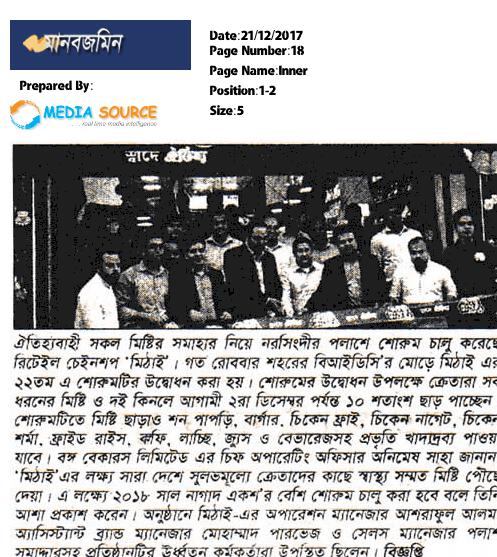 মানবজমিন
Date:21/12/2017
Page Number:18
Page Name:Inner
Position:1-2
Size:5
Prepared By:
MEDIA SOURCE
real time media intelligence
স্বাদে ঐতিহ্য
ঐতিহ্যবাহী সকল মিষ্টির সমাহার নিয়ে নরসিংদীর পলাশে শোরুম চালু করেছে
রিটেইল চেইনশপ ‘মিঠাই’। গত রোববার শহরের বিআইডিসি’র মোড়ে মিঠাই এর
২২তম এ শোরুমটির উদ্বোধন করা হয়। শোরুমের উদ্বোধন উপলক্ষে ক্রেতারা সব
ধরনের মিষ্টি ও দই কিনলে আগামী ২রা ডিসেম্বর পর্যন্ত ১০ শতাংশ ছাড় পাচ্ছেন।
শোরুমটিতে মিষ্টি ছাড়াও শন পাপড়ি, বার্গার, চিকেন ফ্রাই, চিকেন নাগেট, চিকেন
শর্মা, ফ্রাইড রাইস, কফি, লাচ্ছি, জ্যুস ও বেভারেজসহ প্রভৃতি খাদ্যদ্রব্য পাওয়া
যাবে। বঙ্গ বেকারস লিমিটেড এর চিফ অপারেটিং অফিসার অনিমেষ সাহা জানান,
‘মিঠাই’এর লক্ষ্য সারা দেশে সুলভমূল্যে ক্রেতাদের কাছে স্বাস্থ্য সম্মত মিষ্টি পৌঁছে
দেয়া। এ লক্ষ্যে ২০১৮ সাল নাগাদ একশ’র বেশি শোরুম চালু করা হবে বলে তিনি
আশা প্রকাশ করেন। অনুষ্ঠানে মিঠাই-এর অপারেশন ম্যানেজার আশরাফুল আলম,
অ্যাসিস্ট্যান্ট ব্র্যান্ড ম্যানেজার মোহাম্মাদ পারভেজ ও সেলস ম্যানেজার পলাশ
সমাদ্দারসহ প্রতিষ্ঠানটির ঊর্ধ্বতন কর্মকর্তারা উপস্থিত ছিলেন। বিজ্ঞপ্তি